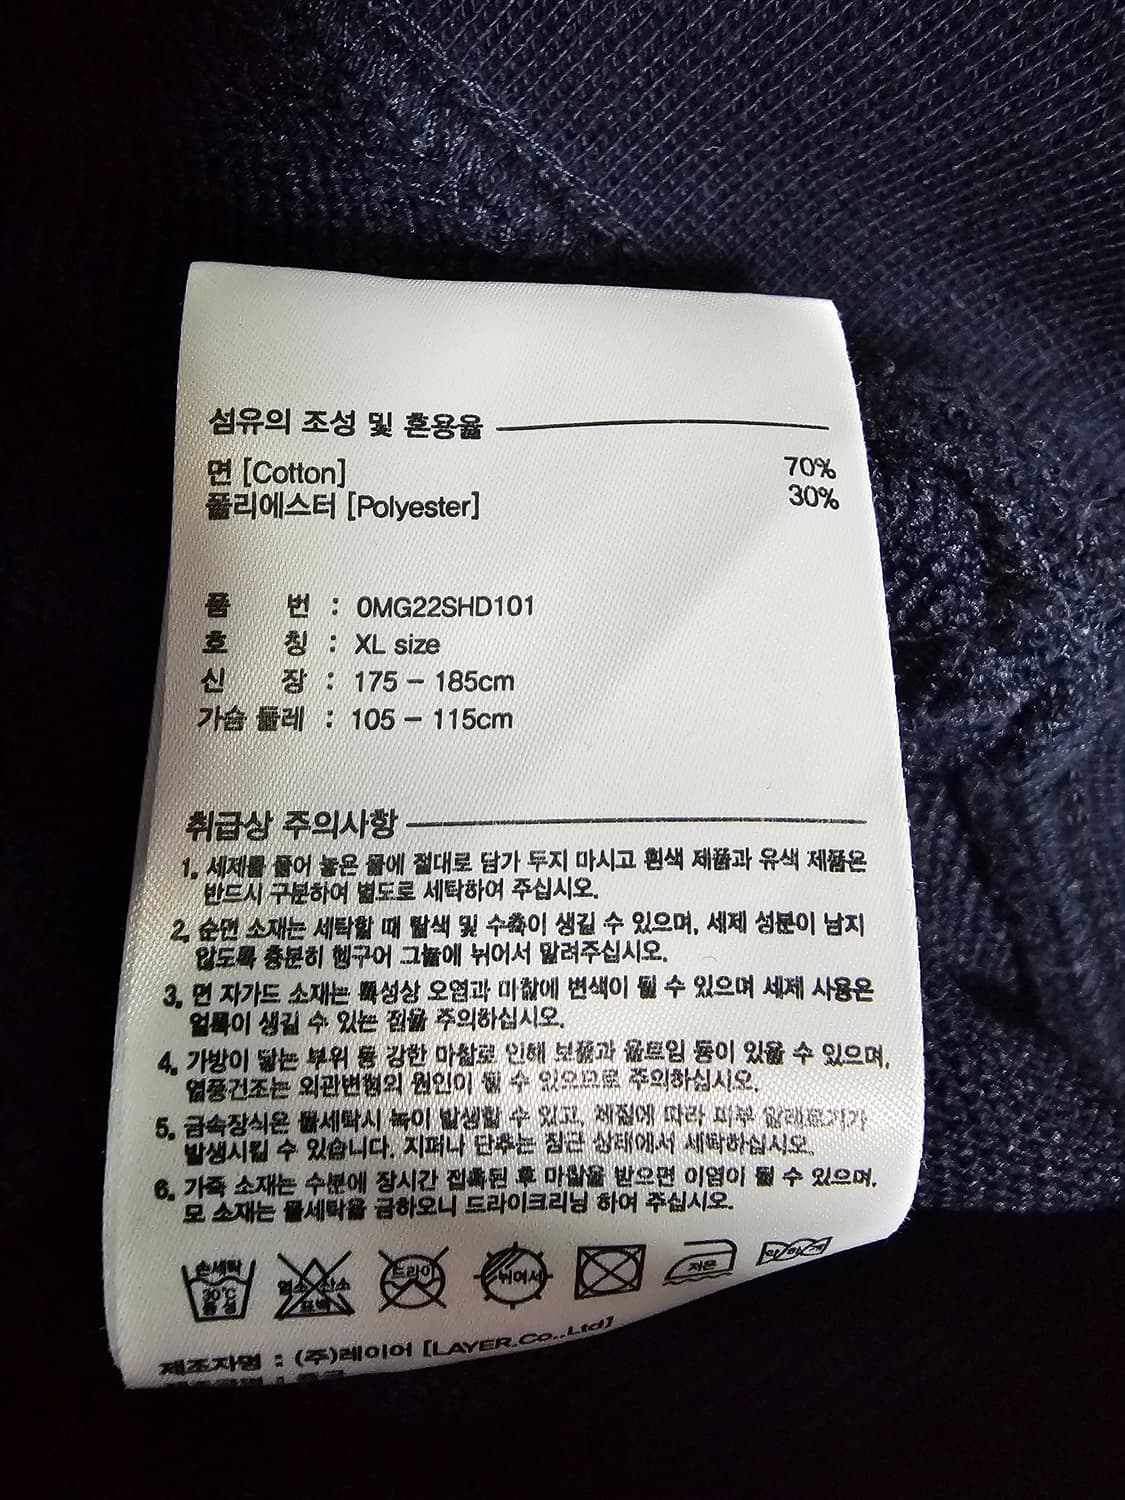 섬유의 조성 및 혼용율
면 [Cotton] 70%
폴리에스터 [Polyester] 30%
품 번 : 0MG22SHD101
호 칭 : XL size
신 장 : 175 - 185cm
가슴 둘레 : 105 - 115cm
취급상 주의사항
1. 세제를 풀어 놓은 물에 절대로 담가 두지 마시고 흰색 제품과 유색 제품은
반드시 구분하여 별도로 세탁하여 주십시오.
2. 순면 소재는 세탁할 때 탈색 및 수축이 생길 수 있으며, 세제 성분이 남지
않도록 충분히 헹구어 그늘에 뉘어서 말려주십시오.
3. 면 자가드 소재는 특성상 오염과 마찰에 변색이 될 수 있으며 세제 사용은
얼룩이 생길 수 있는 점을 주의하십시오.
4. 가방이 닿는 부위 등 강한 마찰로 인해 보풀과 올트임 등이 있을 수 있으며,
열풍건조는 외관변형의 원인이 될 수 있으므로 주의하십시오.
5. 금속장식은 물세탁시 녹이 발생할 수 있고, 체질에 따라 피부 알레르기가
발생시킬 수 있습니다. 지퍼나 단추는 잠근 상태에서 세탁하십시오.
6. 가죽 소재는 수분에 장시간 접촉된 후 마찰을 받으면 이염이 될 수 있으며,
모 소재는 물세탁을 금하오니 드라이크리닝 하여 주십시오.
손세탁 30℃ 중성 염소 산소 표백 드라이 뉘어서 저온 약하게
제조자명 : (주)레이어 [LAYER.Co.,Ltd]